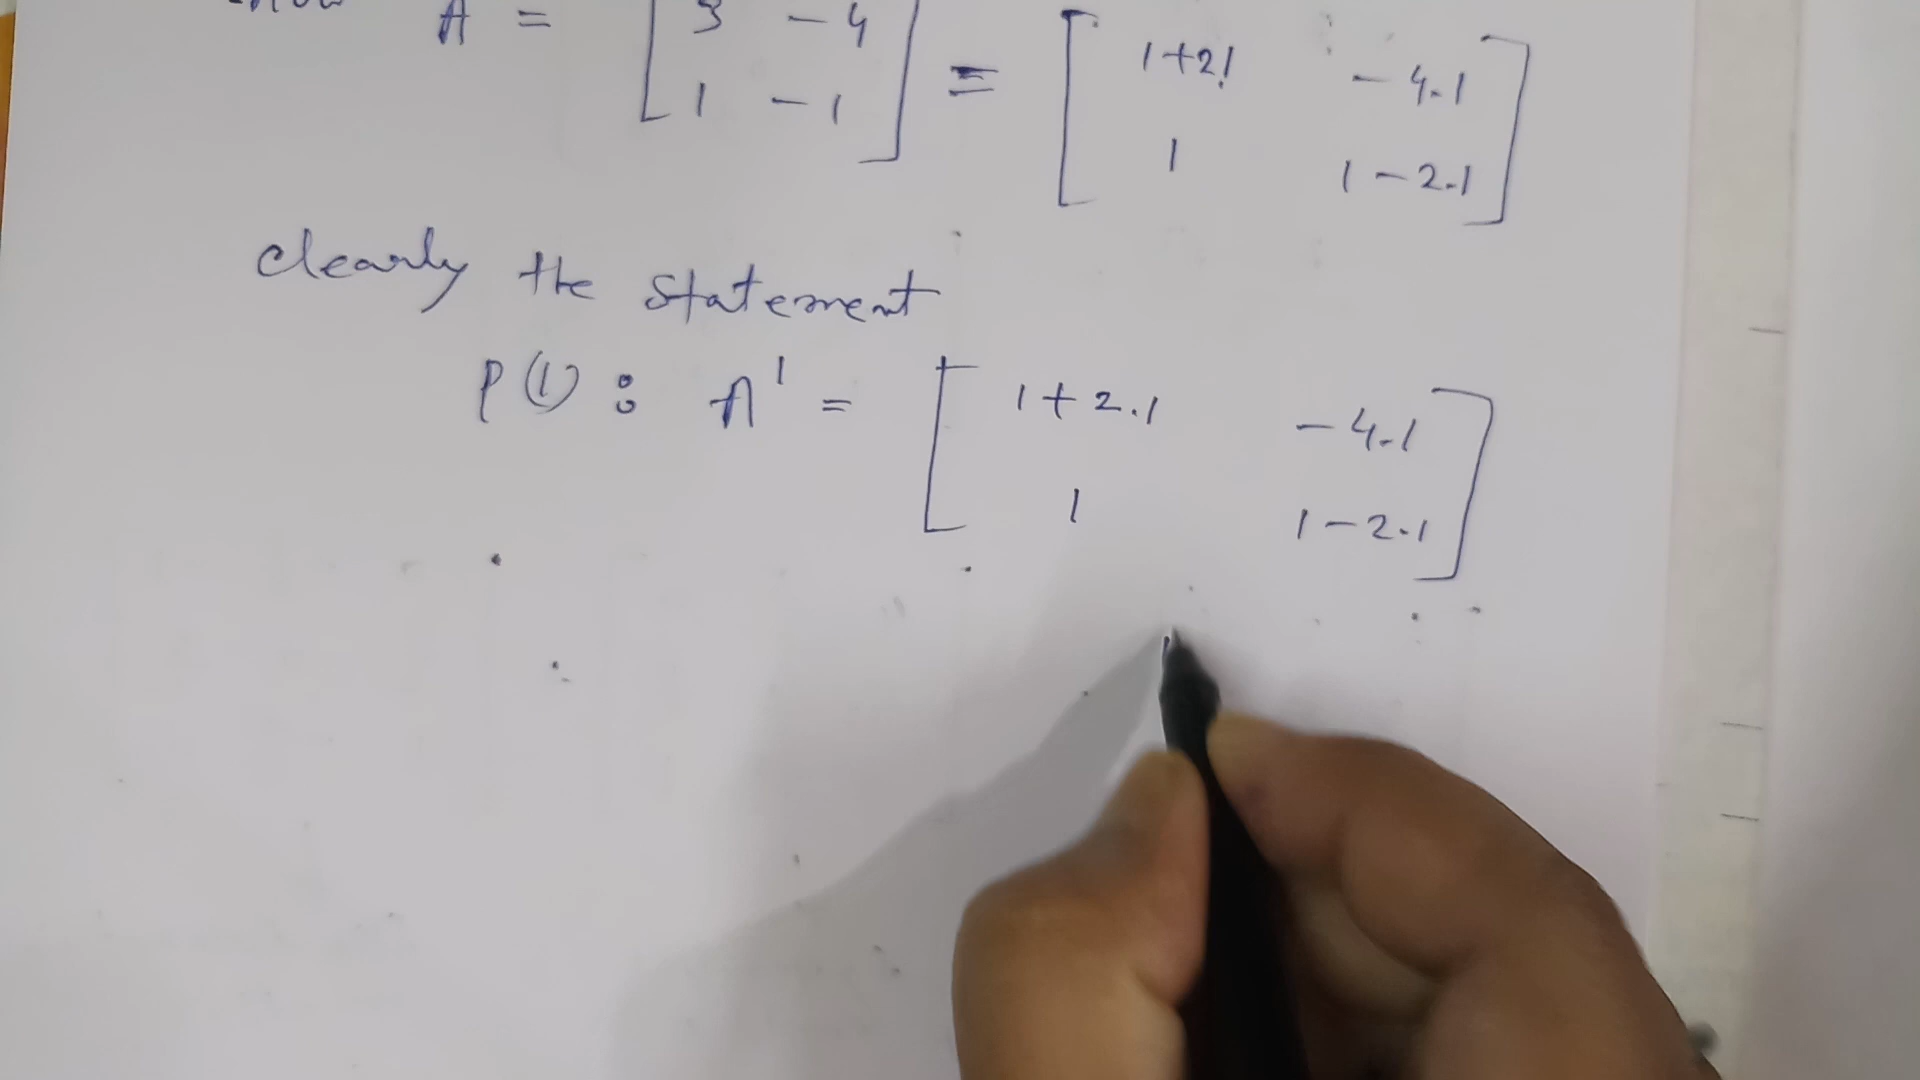 Now A = [ 3 -4 ] = [ 1+2.1 -4.1 ]
[ 1 -1 ] [ 1 1-2.1 ]
clearly the statement
P(1) : A¹ = [ 1+2.1 -4.1 ]
[ 1 1-2.1 ]